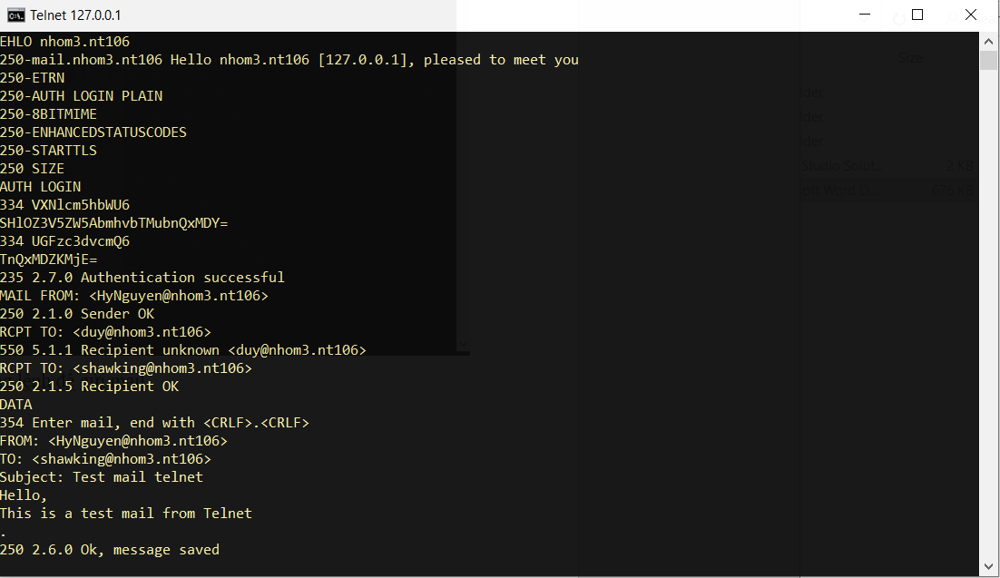 Telnet 127.0.0.1
EHLO nhom3.nt106
250-mail.nhom3.nt106 Hello nhom3.nt106 [127.0.0.1], pleased to meet you
250-ETRN
250-AUTH LOGIN PLAIN
250-8BITMIME
250-ENHANCEDSTATUSCODES
250-STARTTLS
250 SIZE
AUTH LOGIN
334 VXNlcm5hbWU6
SHlOZ3V5ZW5AbmhvbTMubnQxMDY=
334 UGFzc3dvcmQ6
TnQxMDZKMjE=
235 2.7.0 Authentication successful
MAIL FROM: <HyNguyen@nhom3.nt106>
250 2.1.0 Sender OK
RCPT TO: <duy@nhom3.nt106>
550 5.1.1 Recipient unknown <duy@nhom3.nt106>
RCPT TO: <shawking@nhom3.nt106>
250 2.1.5 Recipient OK
DATA
354 Enter mail, end with <CRLF>.<CRLF>
FROM: <HyNguyen@nhom3.nt106>
TO: <shawking@nhom3.nt106>
Subject: Test mail telnet
Hello,
This is a test mail from Telnet
.
250 2.6.0 Ok, message saved
Size
Studio Solut...
2 KB
676 KB